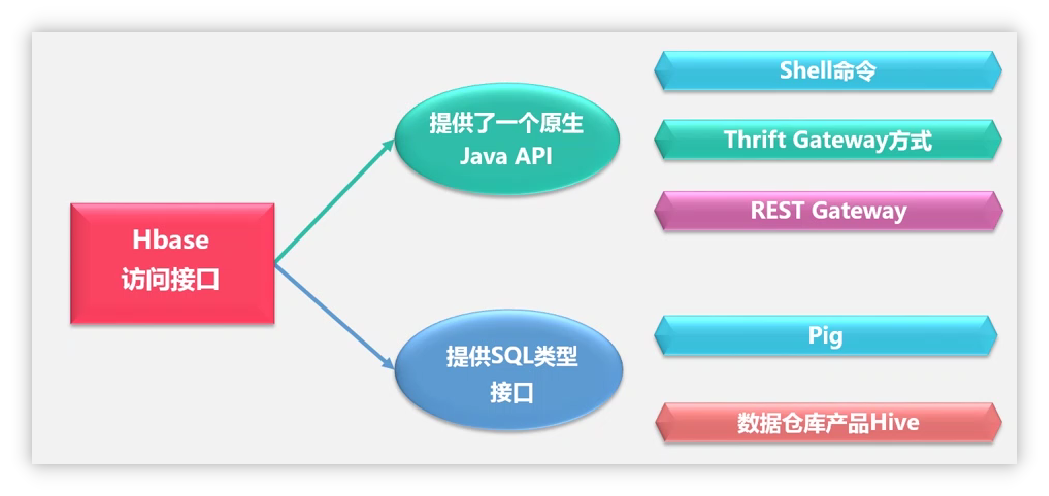 Hbase
访问接口
提供了一个原生
Java API
Shell命令
Thrift Gateway方式
REST Gateway
提供SQL类型
接口
Pig
数据仓库产品Hive